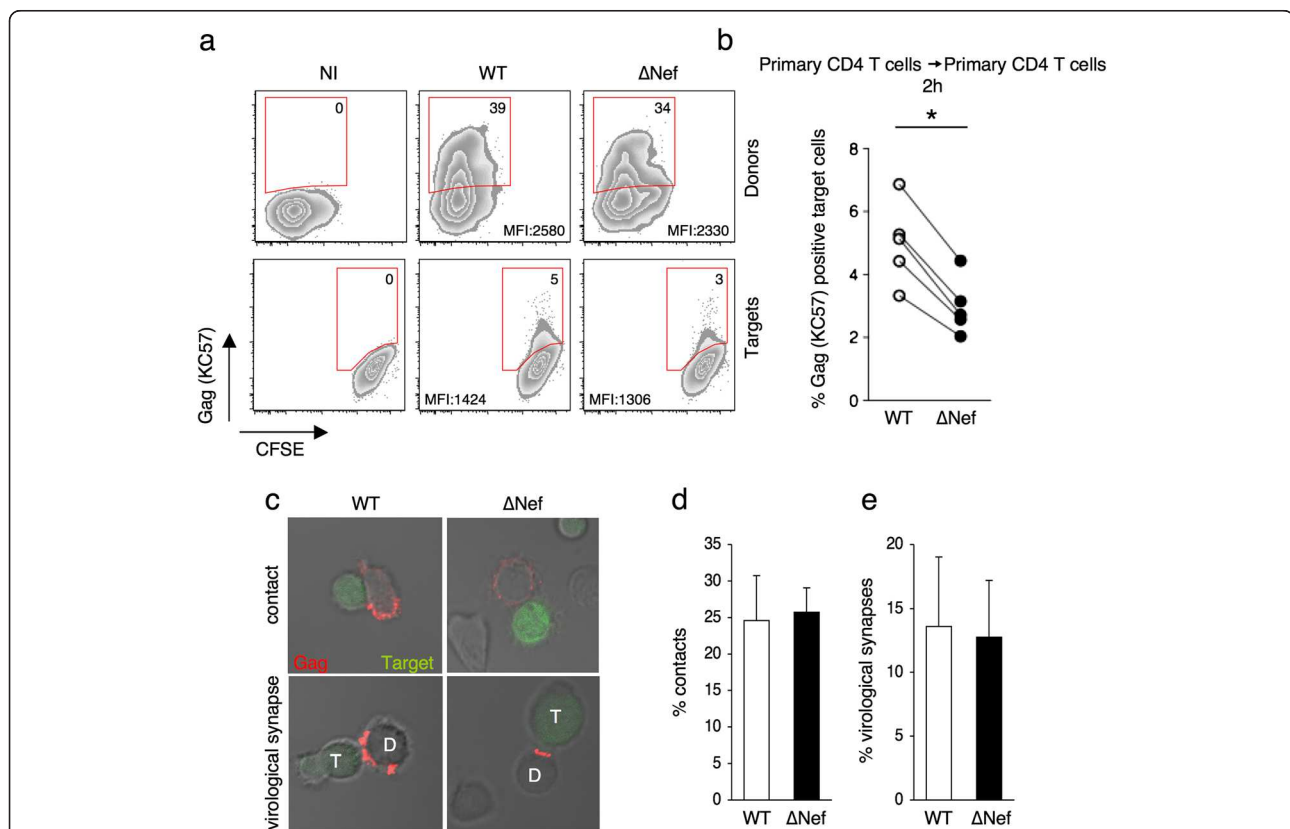 a
NI
WT
ΔNef
0
39
34
MFI:2580
MFI:2330
Donors
0
5
3
MFI:1424
MFI:1306
Targets
Gag (KC57)
CFSE
b
Primary CD4 T cells → Primary CD4 T cells
2h
*
% Gag (KC57) positive target cells
8
6
4
2
0
WT
ΔNef
c
WT
ΔNef
contact
Gag
Target
virological synapse
T
D
T
D
d
% contacts
35
30
25
20
15
10
5
0
WT
ΔNef
e
% virological synapses
20
15
10
5
0
WT
ΔNef